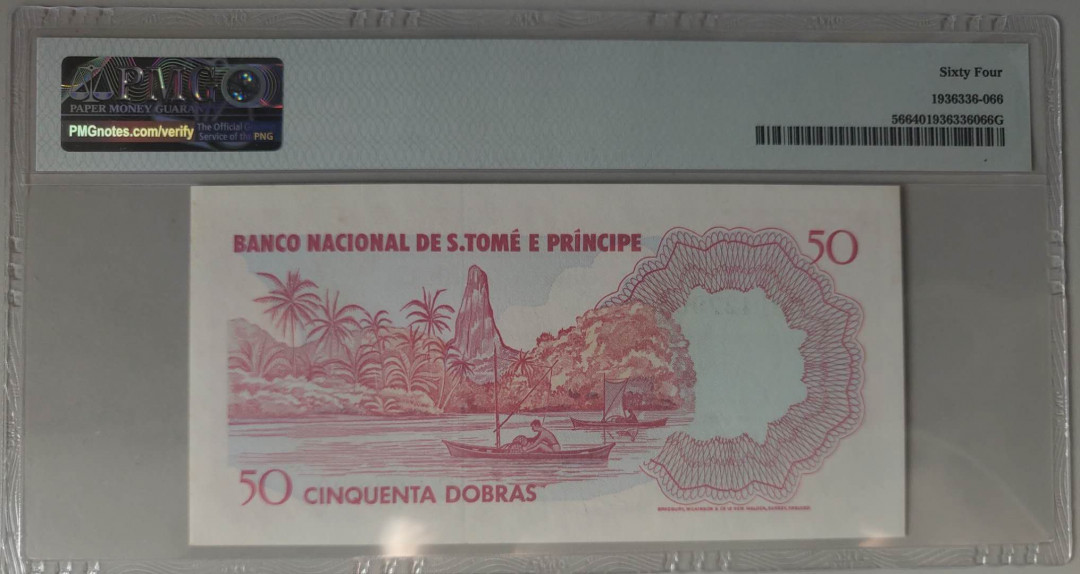 PMG
PAPER MONEY GUARAN
PMGnotes.com/verify
The Official
Service of the PNG
Sixty Four
1936336-066
566401936336066G
BANCO NACIONAL DE S.TOMÉ E PRÍNCIPE
50
50 CINQUENTA DOBRAS